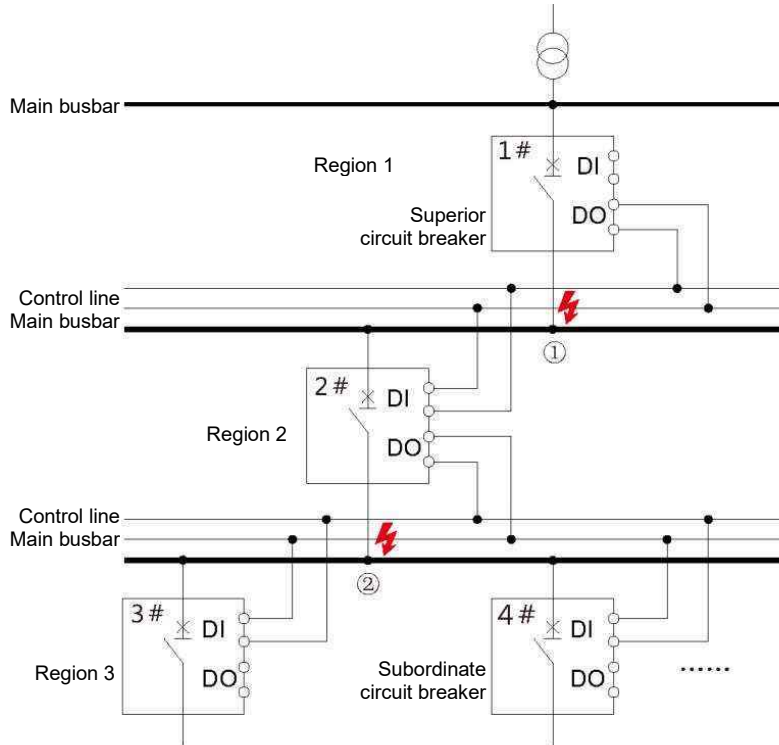 Main busbar
1#
DI
Region 1
DO
Superior
circuit breaker
Control line
Main busbar
①
2#
DI
Region 2
DO
Control line
Main busbar
②
3#
DI
4#
DI
Region 3
DO
Subordinate
circuit breaker
DO
......